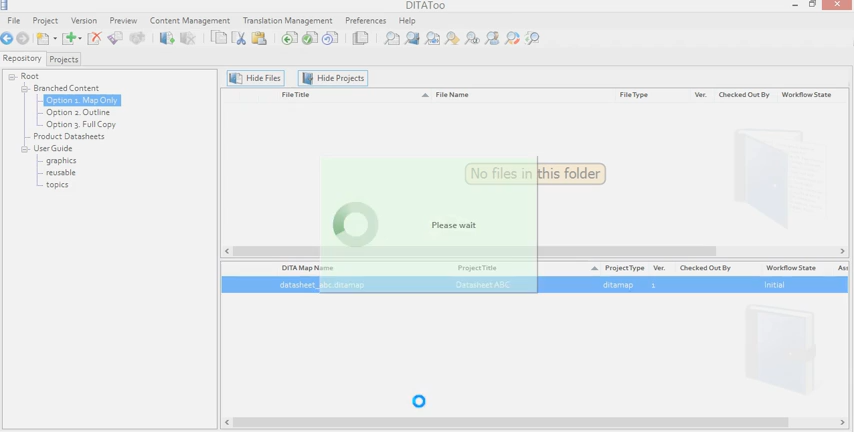 DITAToo
File Project Version Preview Content Management Translation Management Preferences Help
Repository Projects
Root
Branched Content
Option 1. Map Only
Option 2. Outline
Option 3. Full Copy
Product Datasheets
User Guide
graphics
reusable
topics
Hide Files Hide Projects
File Title File Name File Type Ver. Checked Out By Workflow State
No files in this folder
Please wait
DITA Map Name Project Title Project Type Ver. Checked Out By Workflow State Ass
datasheet_abc.ditamap Datasheet ABC ditamap 1 Initial